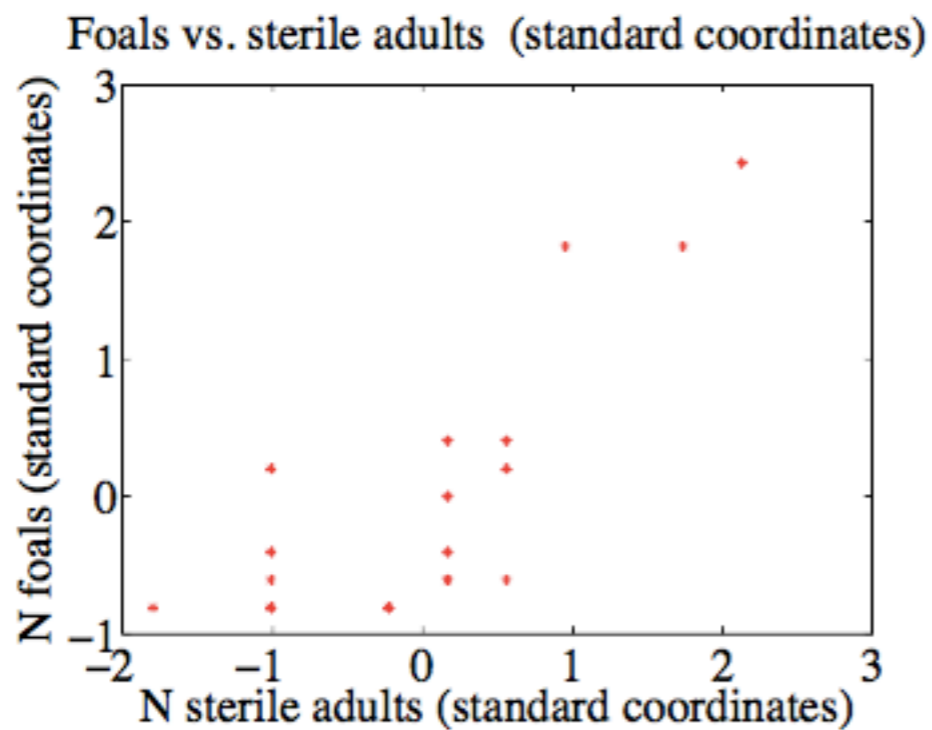 Foals vs. sterile adults (standard coordinates)
N foals (standard coordinates)
3
2
1
0
−1
−2 −1 0 1 2 3
N sterile adults (standard coordinates)